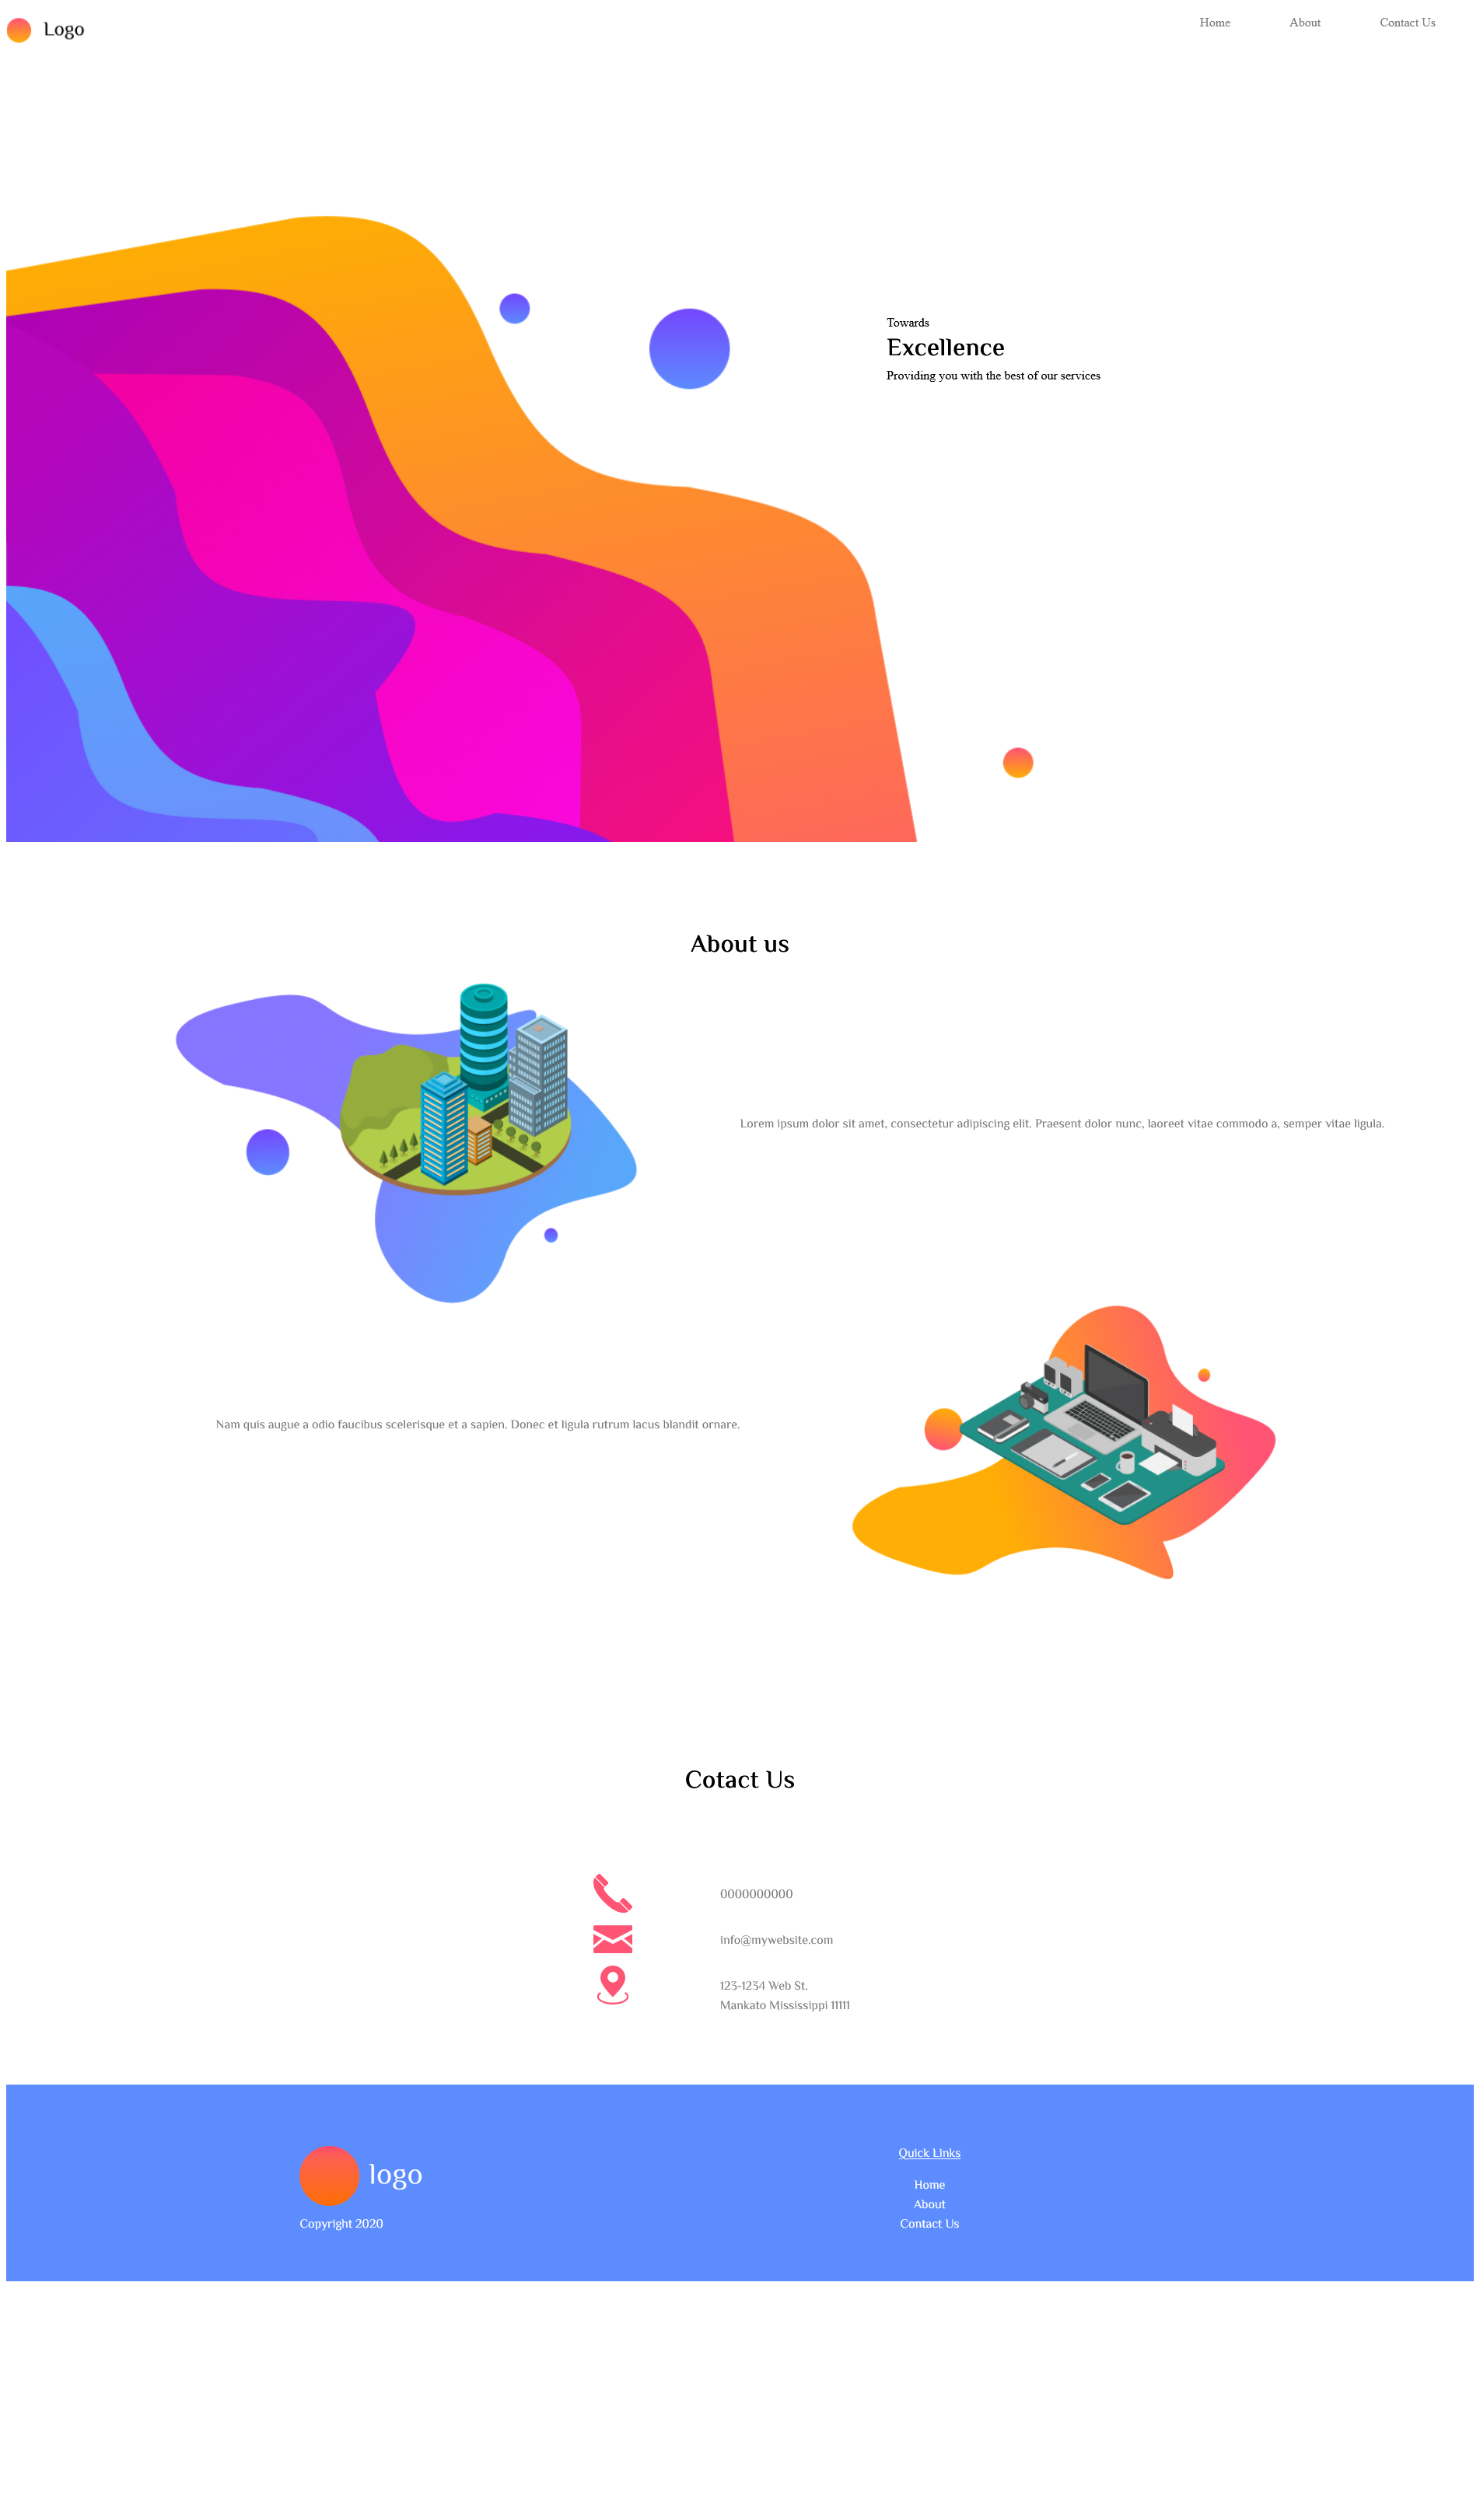 Logo
Home
About
Contact Us
Towards
Excellence
Providing you with the best of our services
About us
Lorem ipsum dolor sit amet, consectetur adipiscing elit. Praesent dolor nunc, laoreet vitae commodo a, semper vitae ligula.
Nam quis augue a odio faucibus scelerisque et a sapien. Donec et ligula rutrum lacus blandit ornare.
Cotact Us
0000000000
info@mywebsite.com
123-1234 Web St.
Mankato Mississippi 11111
logo
Copyright 2020
Quick Links
Home
About
Contact Us